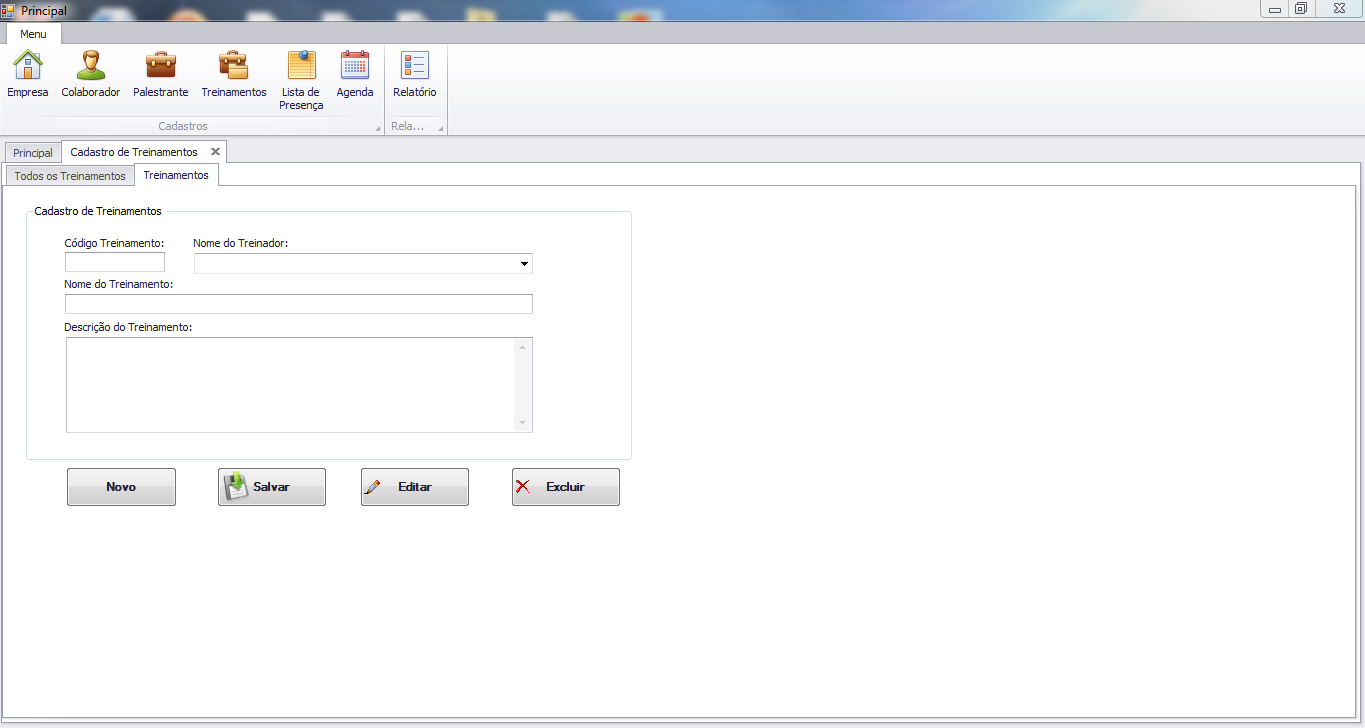 Principal
Menu
Empresa
Colaborador
Palestrante
Treinamentos
Lista de
Presença
Agenda
Relatório
Cadastros
Rela...
Principal
Cadastro de Treinamentos
Todos os Treinamentos
Treinamentos
Cadastro de Treinamentos
Código Treinamento:
Nome do Treinador:
Nome do Treinamento:
Descrição do Treinamento:
Novo
Salvar
Editar
Excluir